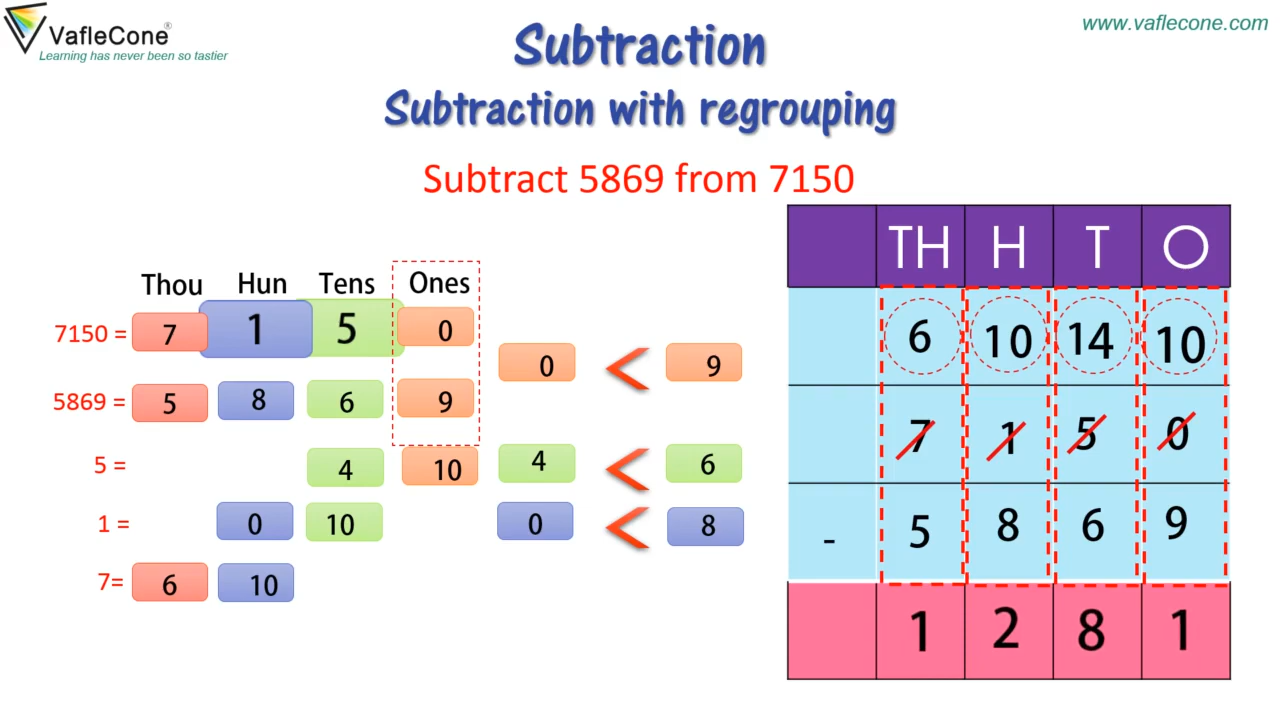 VafleCone®
Learning has never been so tastier
www.vaflecone.com
Subtraction
Subtraction with regrouping
Subtract 5869 from 7150
Thou Hun Tens Ones
7150 = 7 1 5 0
0 < 9
5869 = 5 8 6 9
5 = 4 10 4 < 6
1 = 0 10 0 < 8
7= 6 10
TH H T O
6 10 14 10
7 1 5 0
- 5 8 6 9
1 2 8 1